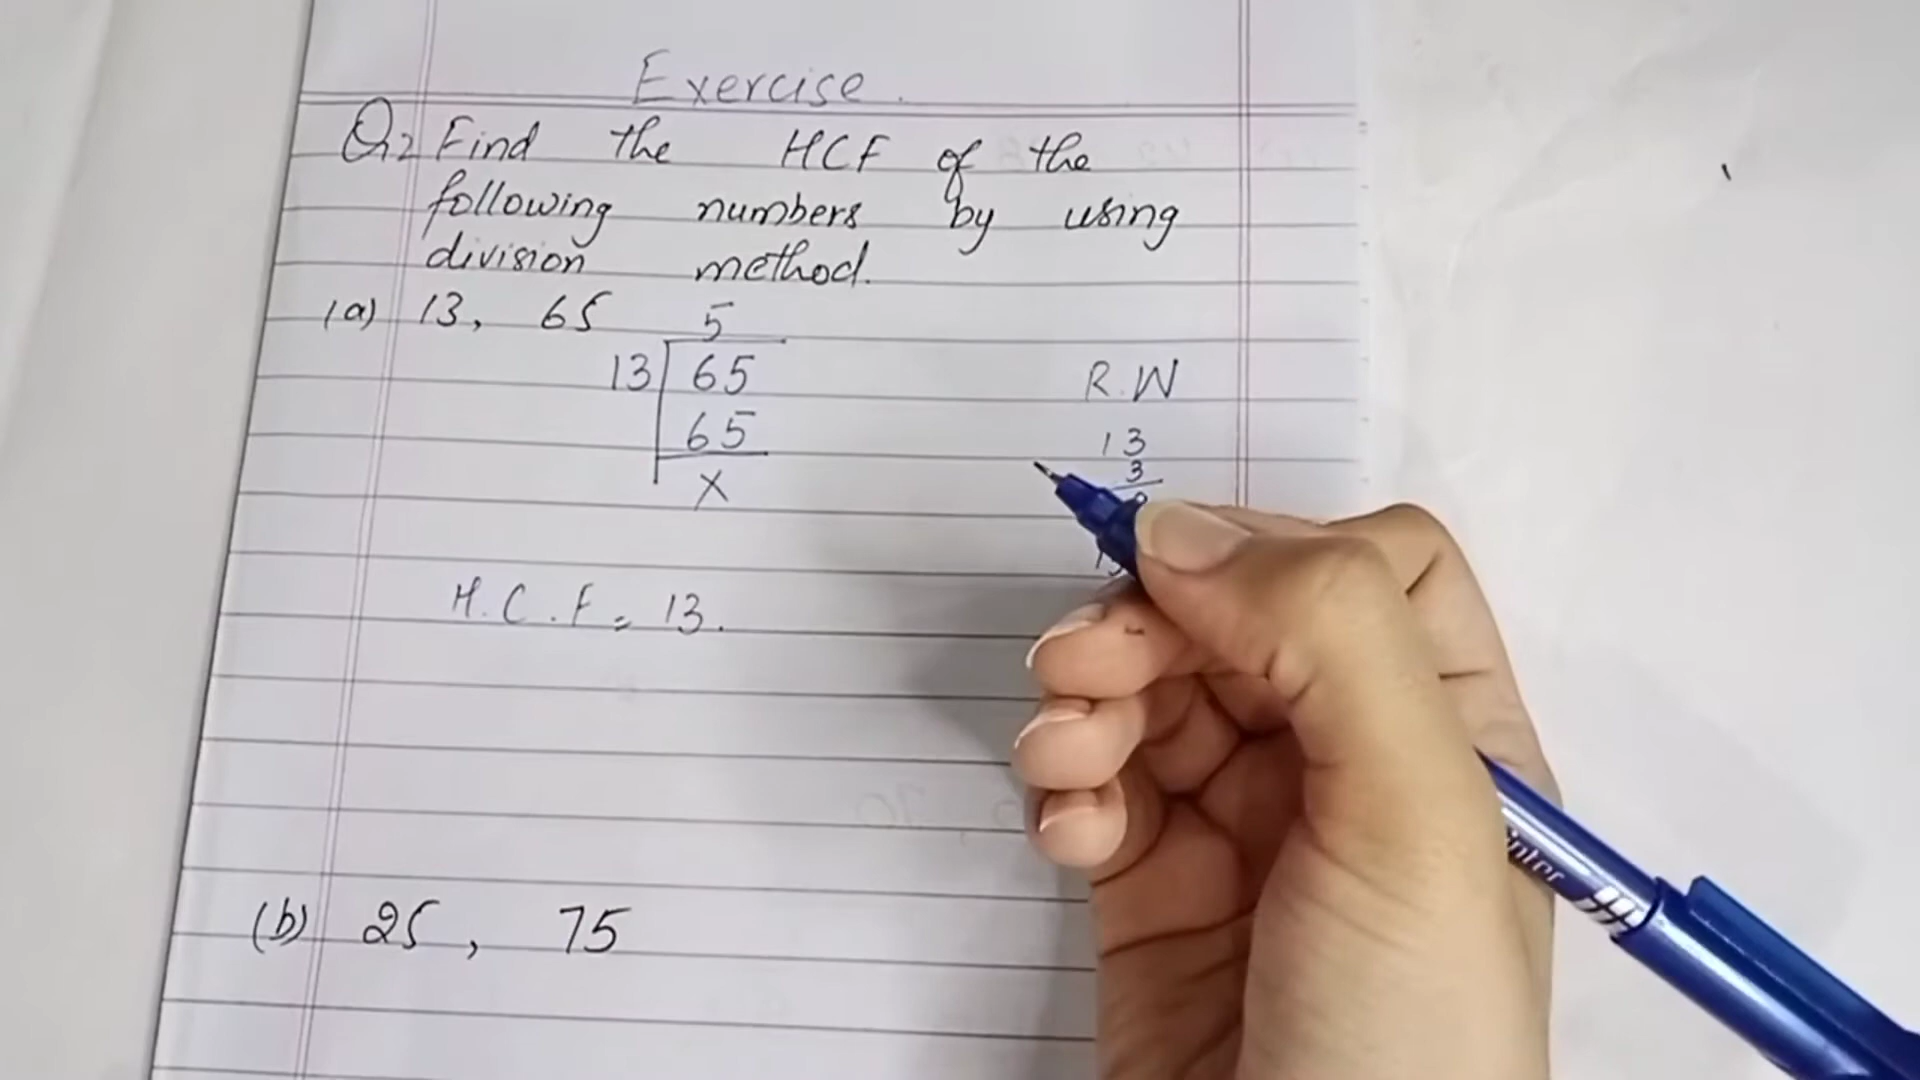 Exercise.
Q2 Find the HCF of the
following numbers by using
division method.
(a) 13, 65
5
13 65
65
X
R.W
13
3
H.C.F = 13.
(b) 25, 75